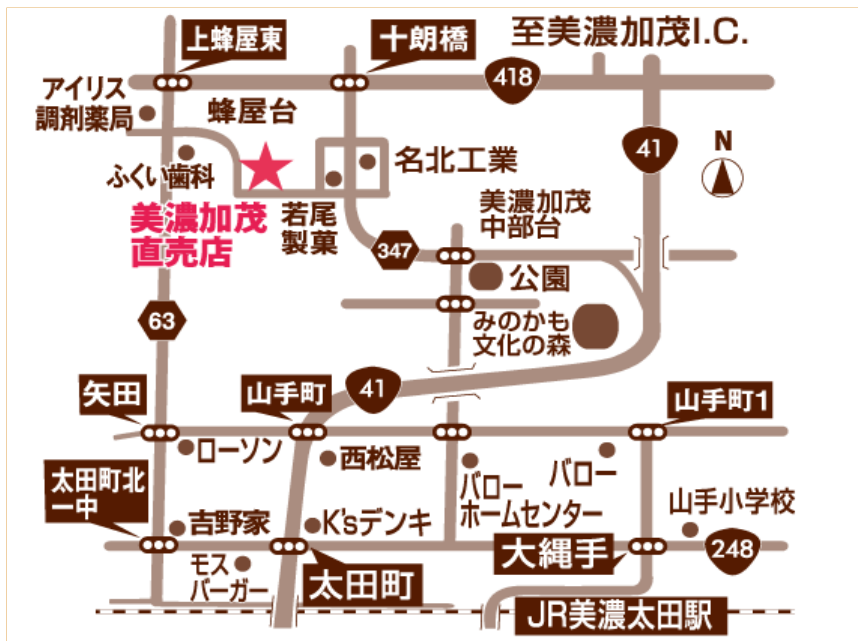 上蜂屋東
十朗橋
至美濃加茂I.C.
418
アイリス
調剤薬局
蜂屋台
41
N
ふくい歯科
名北工業
美濃加茂
直売店
若尾
製菓
美濃加茂
中部台
347
公園
63
みのかも
文化の森
矢田
山手町
41
山手町1
ローソン
西松屋
バロー
ホームセンター
バロー
太田町北
一中
吉野家
K'sデンキ
山手小学校
モス
バーガー
太田町
大縄手
248
JR美濃太田駅